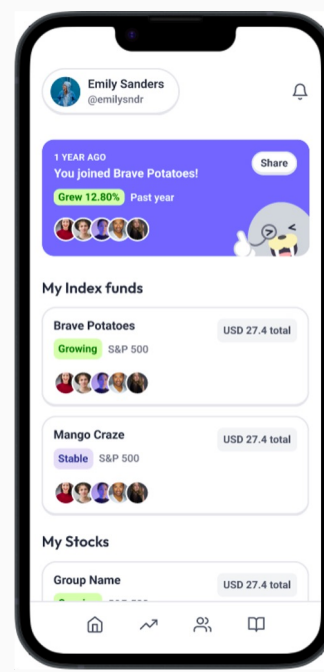 Emily Sanders
@emilysndr
1 YEAR AGO
You joined Brave Potatoes!
Share
Grew 12.80% Past year
My Index funds
Brave Potatoes
USD 27.4 total
Growing S&P 500
Mango Craze
USD 27.4 total
Stable S&P 500
My Stocks
Group Name
USD 27.4 total